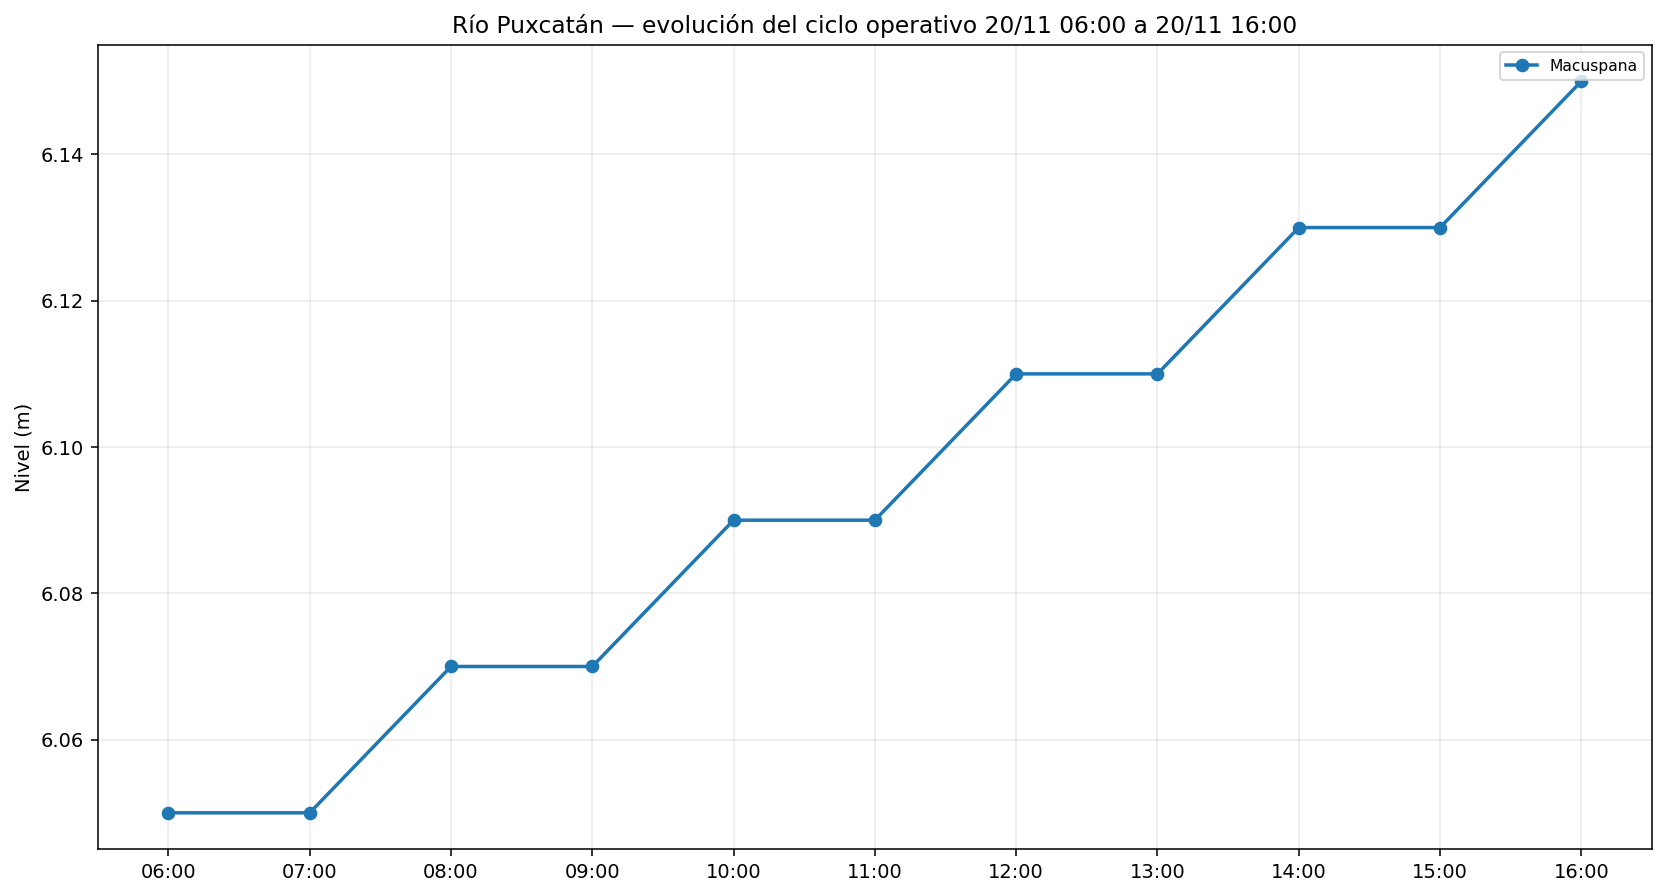 Río Puxcatán — evolución del ciclo operativo 20/11 06:00 a 20/11 16:00
Macuspana
Nivel (m)
6.14
6.12
6.10
6.08
6.06
06:00 07:00 08:00 09:00 10:00 11:00 12:00 13:00 14:00 15:00 16:00